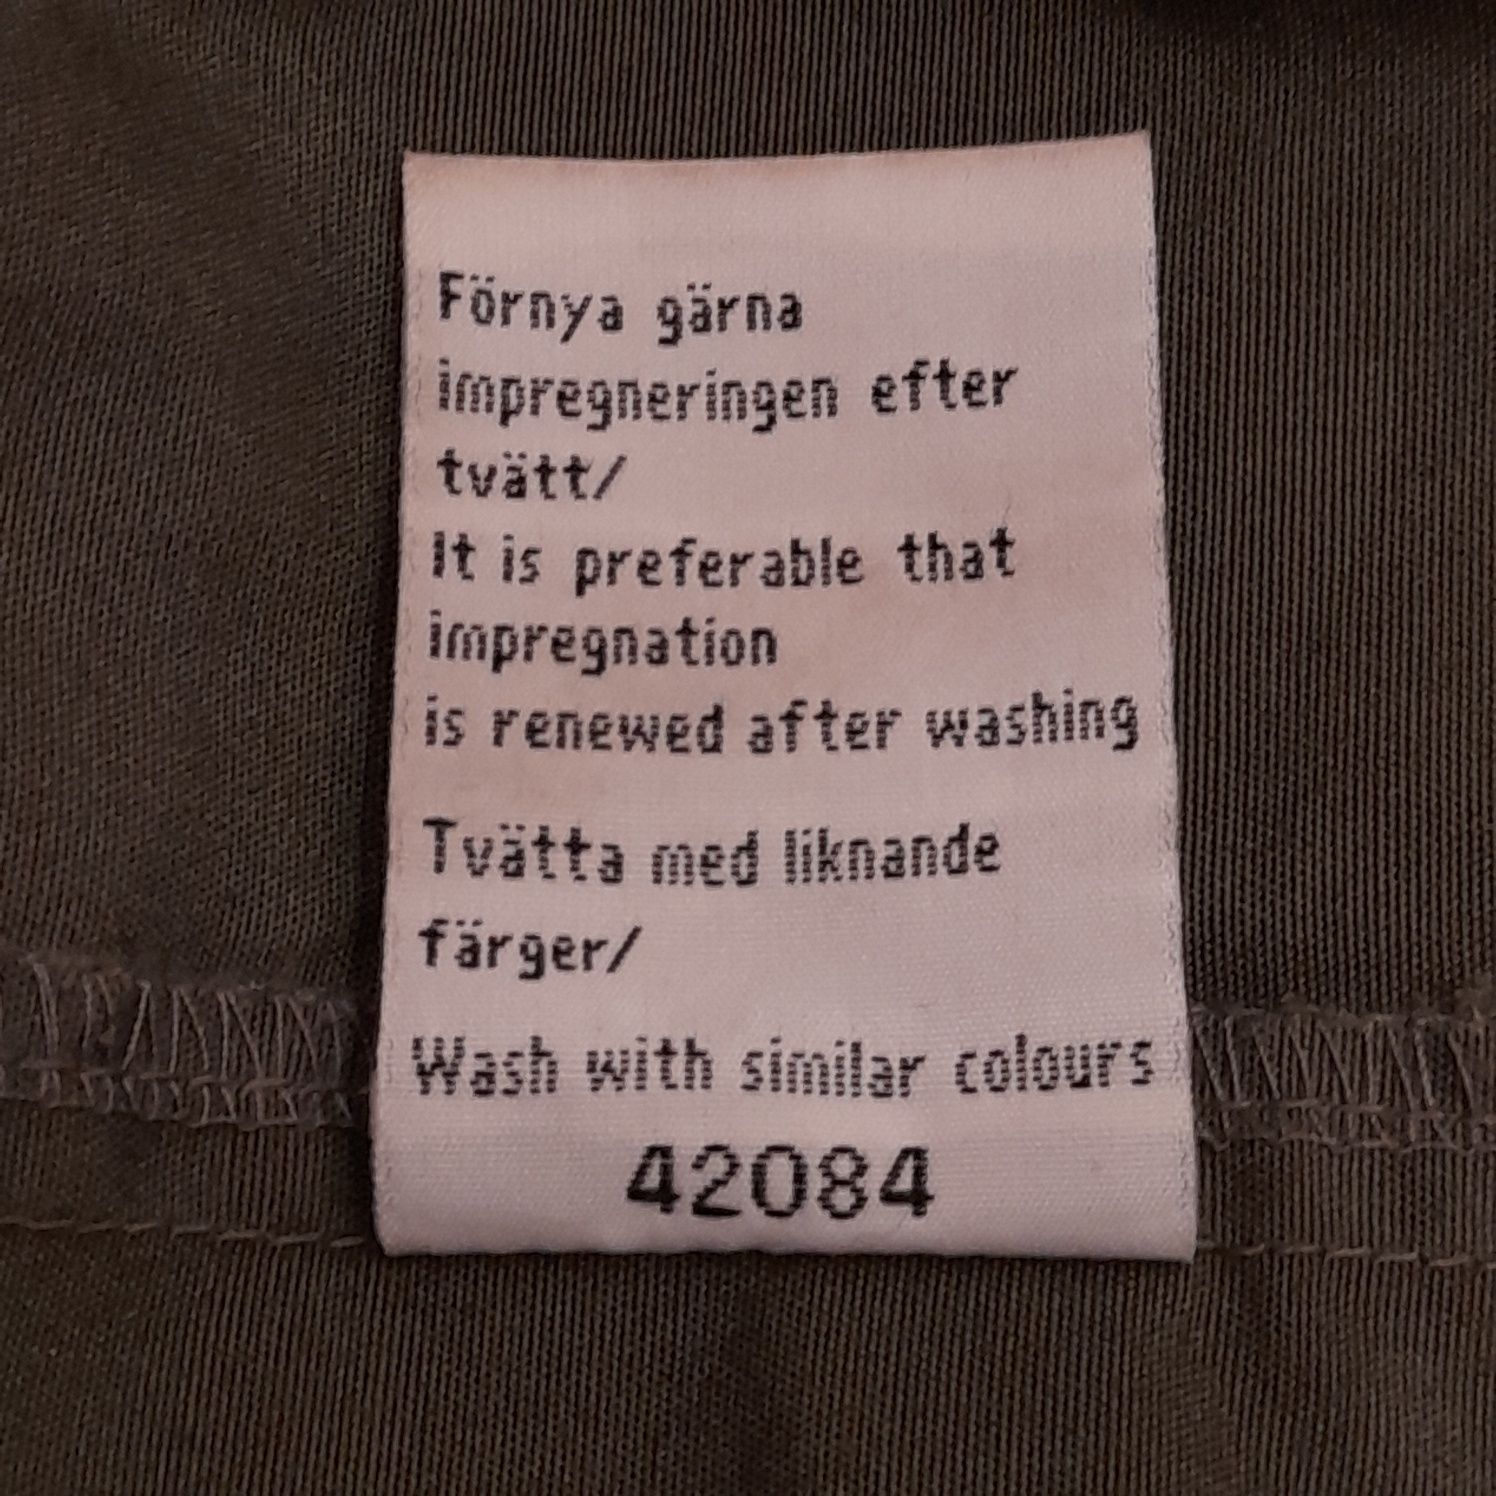 Förnya gärna
impregneringen efter
tvätt/
It is preferable that
impregnation
is renewed after washing
Tvätta med liknande
färger/
Wash with similar colours
42084